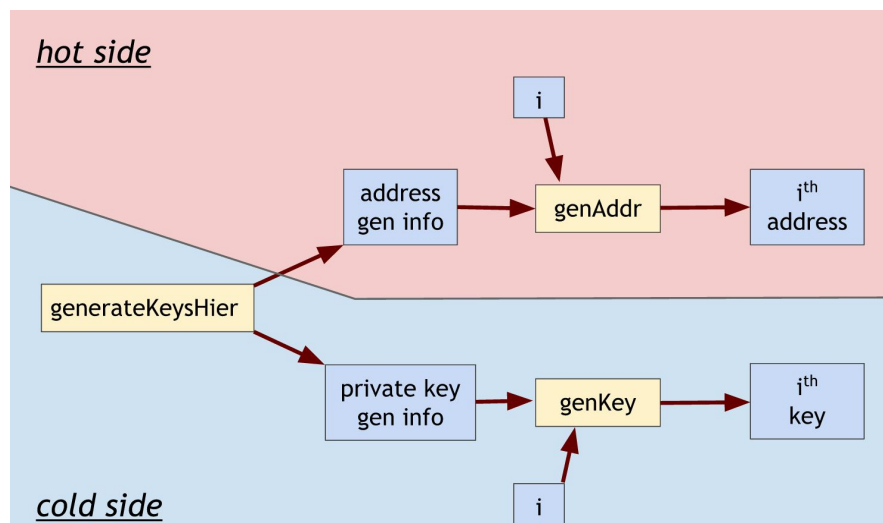 hot side
i
address
gen info
genAddr
iᵗʰ
address
generateKeysHier
private key
gen info
genKey
iᵗʰ
key
i
cold side